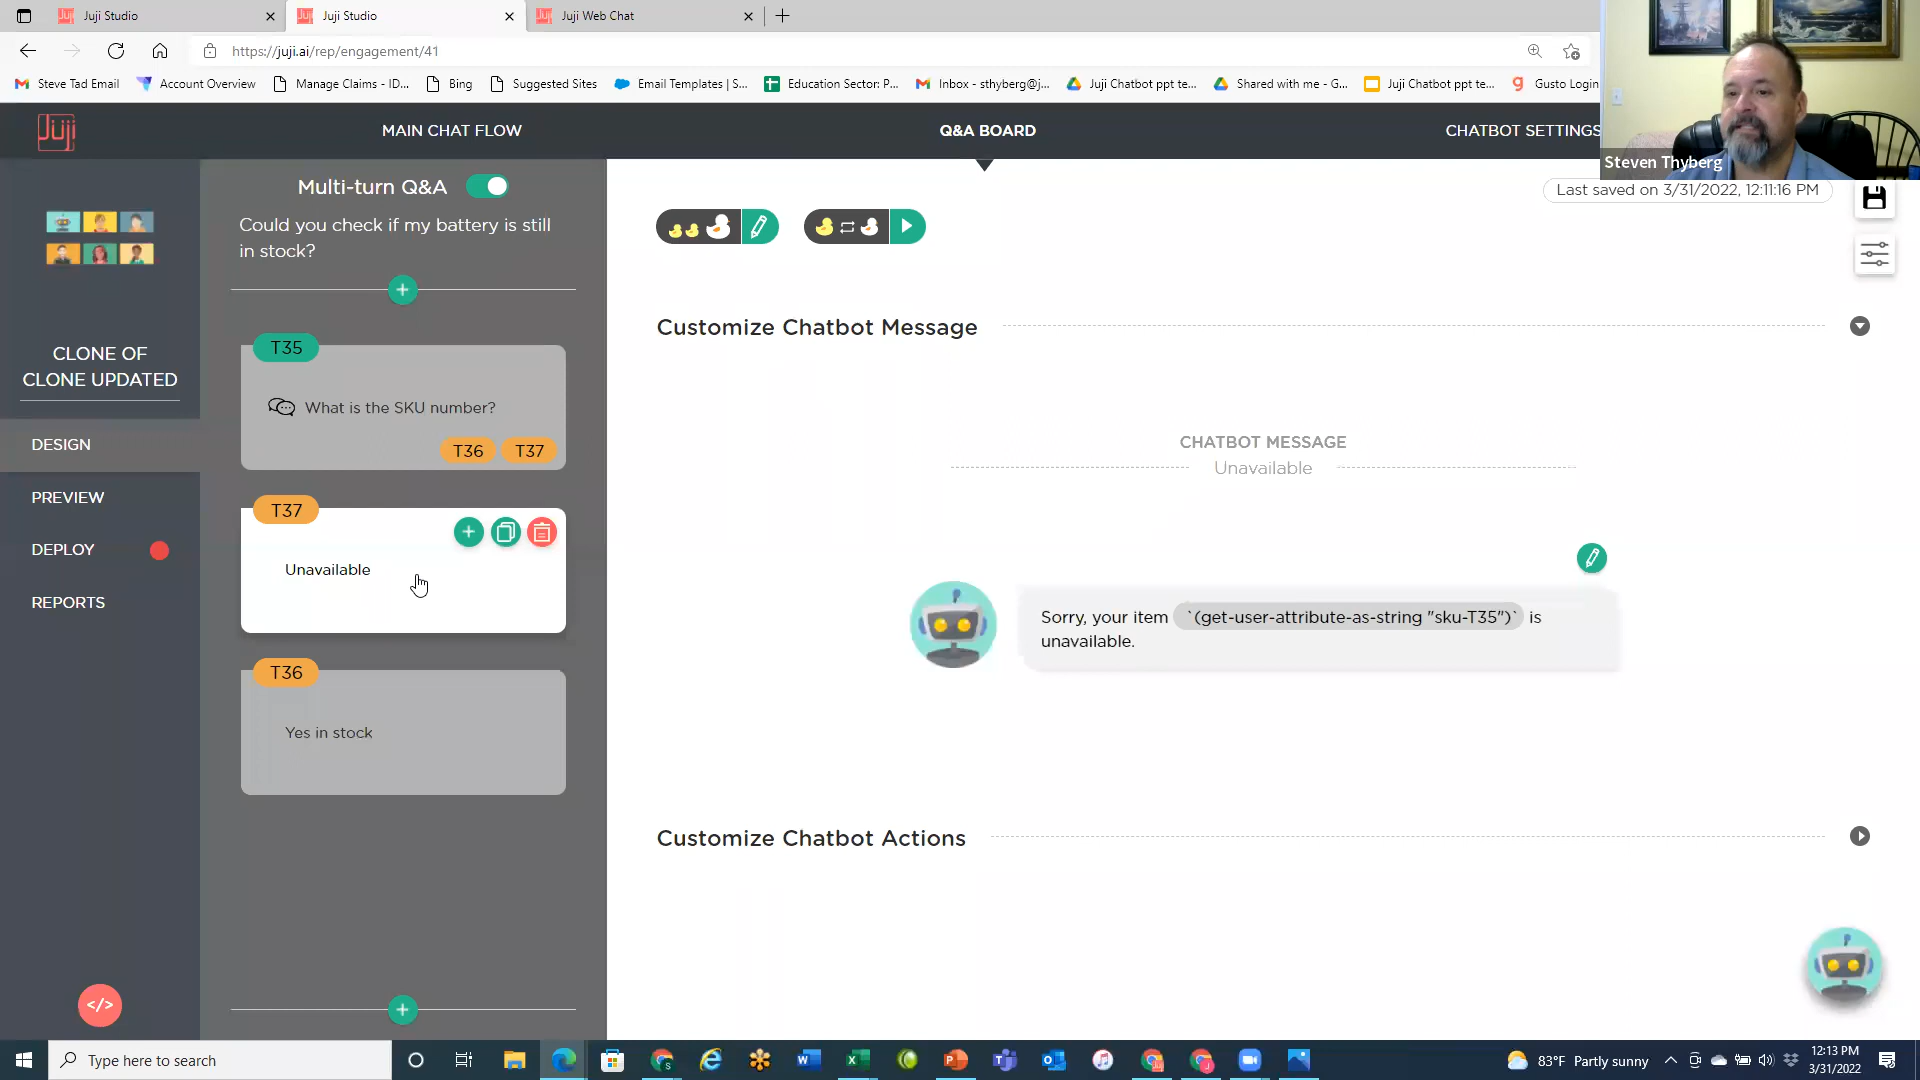 Juji Studio
Juji Studio
Juji Web Chat
https://juji.ai/rep/engagement/41
Steve Tad Email
Account Overview
Manage Claims - ID...
Bing
Suggested Sites
Email Templates | S...
Education Sector: P...
Inbox - sthyberg@j...
Juji Chatbot ppt te...
Shared with me - G...
Juji Chatbot ppt te...
Gusto Login
Juji
MAIN CHAT FLOW
Q&A BOARD
CHATBOT SETTINGS
Steven Thyberg
Last saved on 3/31/2022, 12:11:16 PM
CLONE OF
CLONE UPDATED
DESIGN
PREVIEW
DEPLOY
REPORTS
</>
Multi-turn Q&A
Could you check if my battery is still
in stock?
T35
What is the SKU number?
T36 T37
T37
Unavailable
T36
Yes in stock
Customize Chatbot Message
CHATBOT MESSAGE
Unavailable
Sorry, your item `(get-user-attribute-as-string "sku-T35")` is
unavailable.
Customize Chatbot Actions
Type here to search
83°F Partly sunny
12:13 PM
3/31/2022